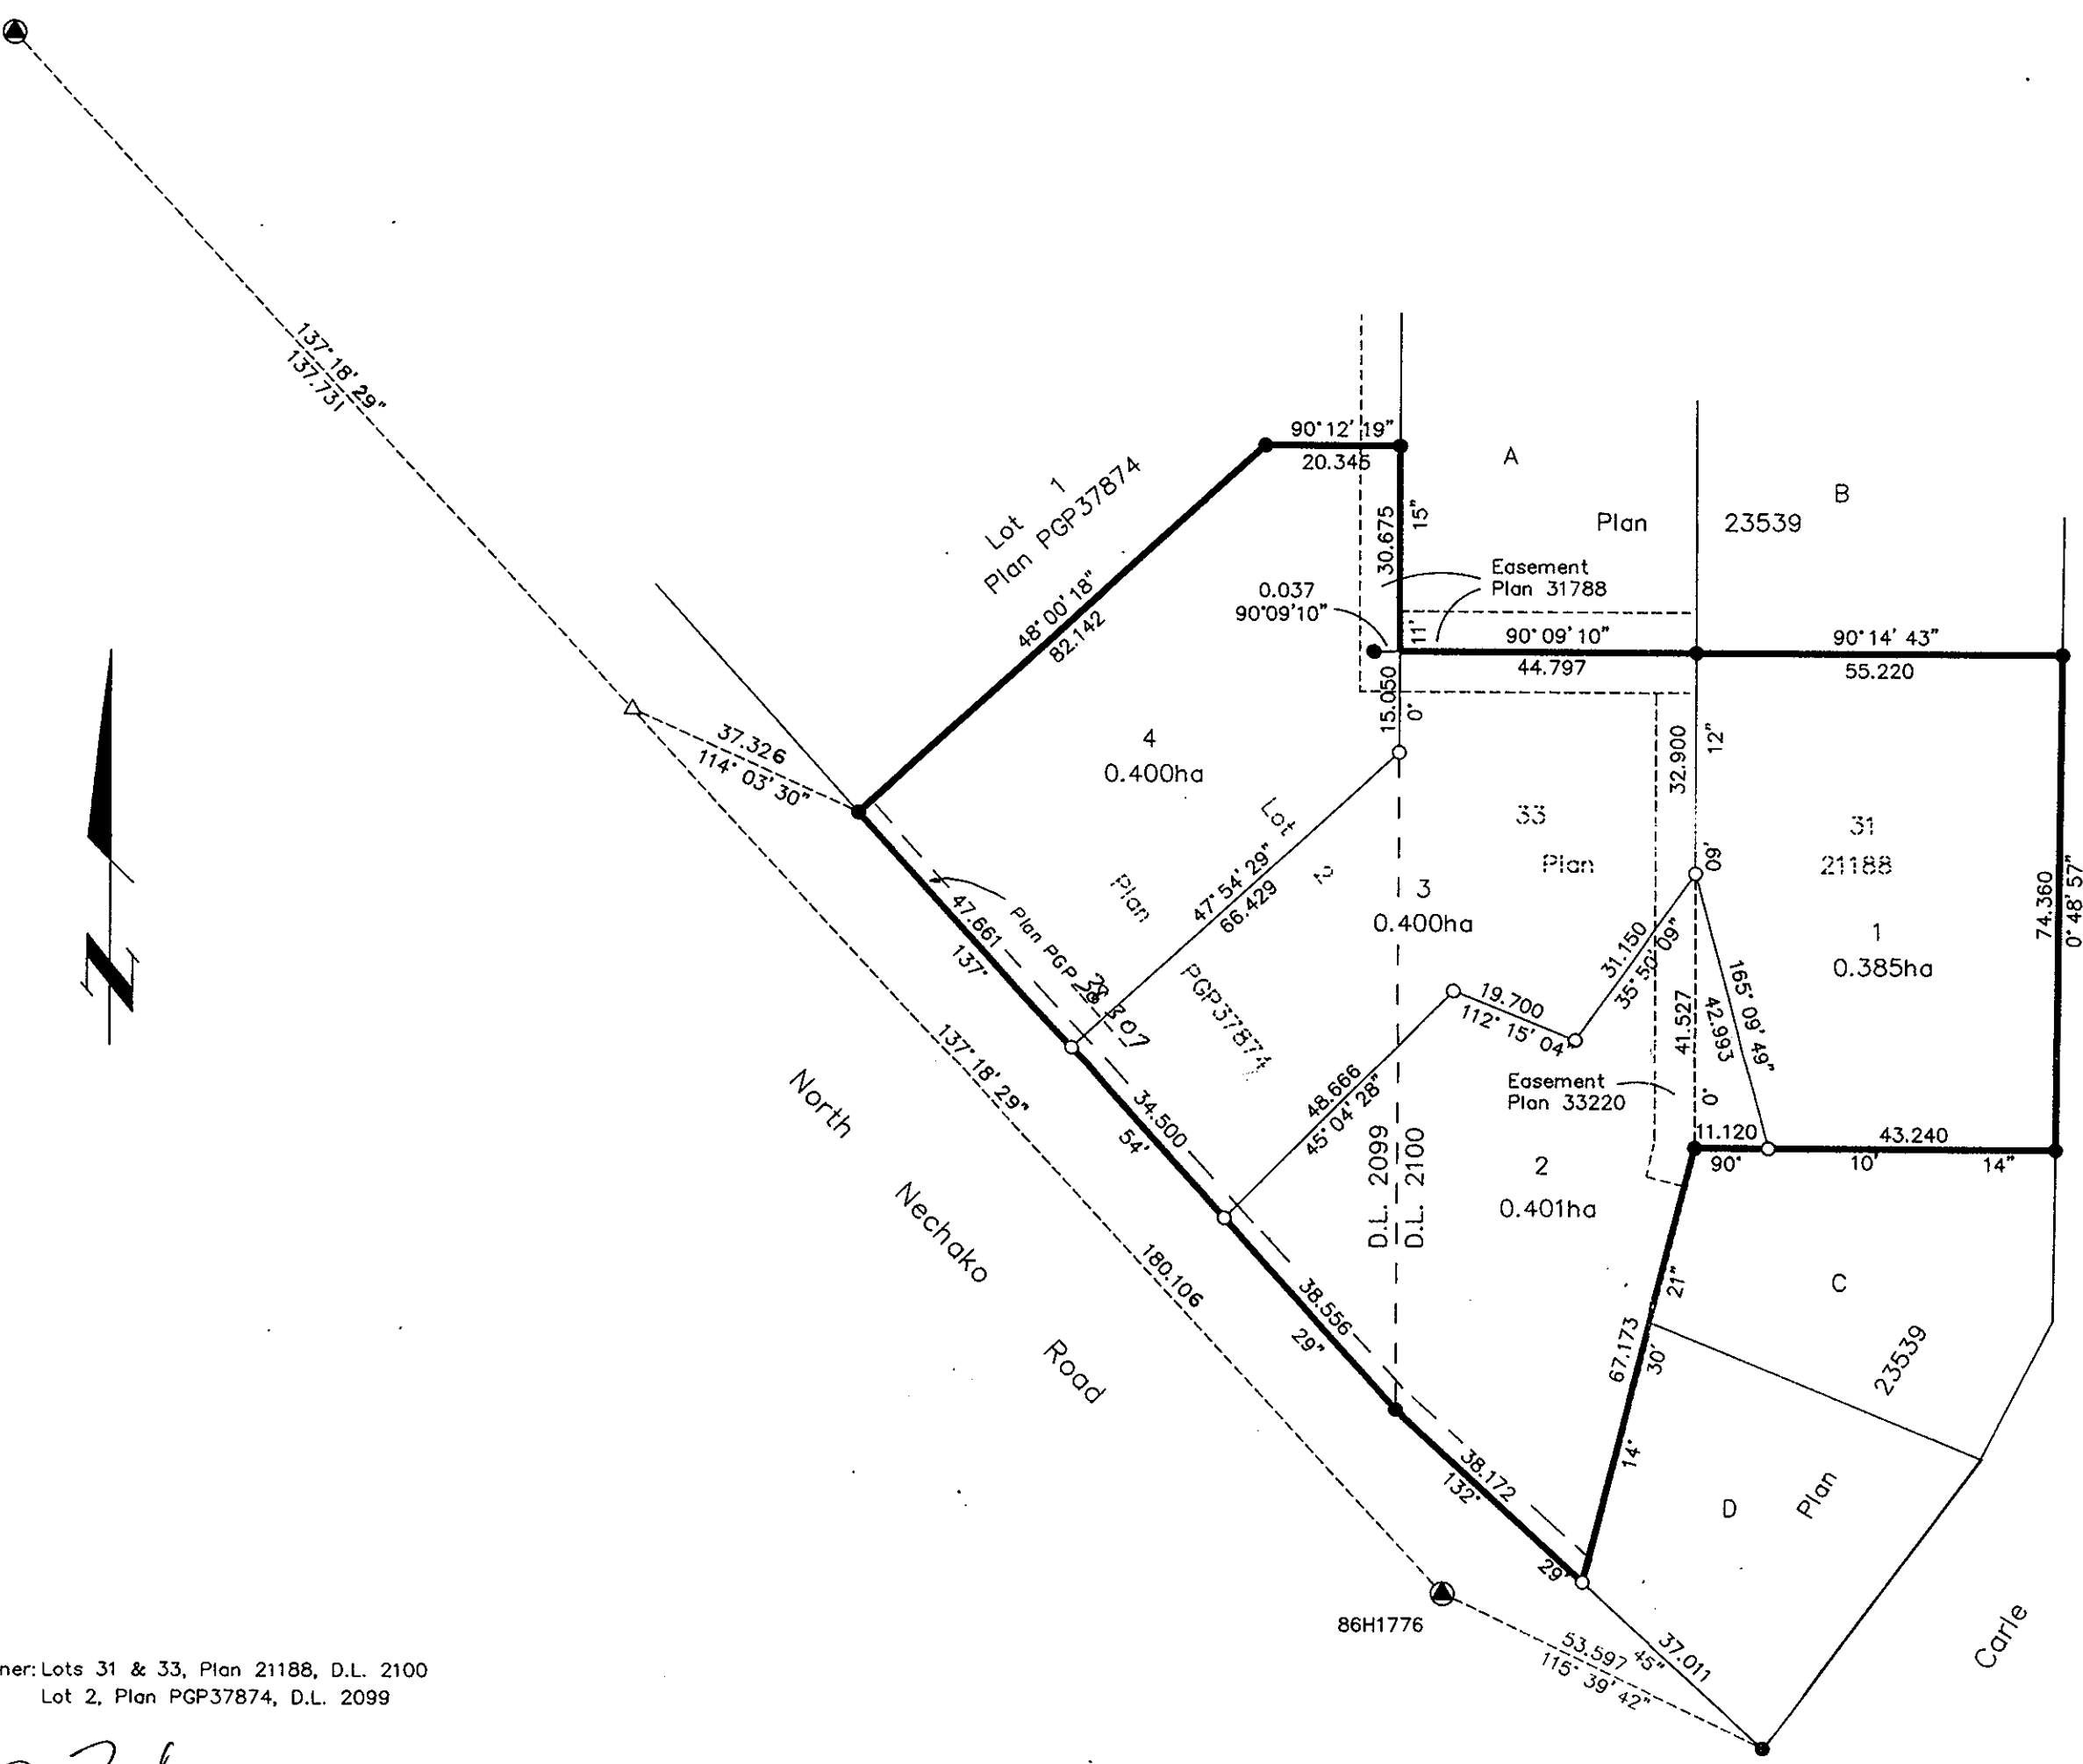 137° 18' 29"
137.731
90° 12' 19"
20.345
A
B
Plan 23539
Lot 1
Plan PGP37874
30.675
15"
Easement
Plan 31788
0.037
90°09'10"
11'
48° 00' 18"
82.142
90° 09' 10"
44.797
90° 14' 43"
55.220
15.050
0°
37.326
114° 03' 30"
4
0.400ha
32.900
12"
Lot 2
Plan PGP37874
33
Plan
31
21188
47° 54' 29"
66.429
09'
3
0.400ha
1
0.385ha
74.360
0° 48' 57"
47.661
137°
Plan PGP
307
31.150
35° 50' 09"
19.700
112° 15' 04"
41.527
0°
165° 09' 49"
42.993
137° 18' 29"
180.106
North
Nechako
Road
34.500
54'
48.666
45° 04' 28"
Easement
Plan 33220
D.L. 2099
D.L. 2100
11.120
90°
43.240
10'
14"
2
0.401ha
38.556
29"
21"
67.173
30'
14°
C
23539
Plan
D
38.172
132°
29'
86H1776
53.597
115° 39' 42"
37.011
45"
Carle
ner: Lots 31 & 33, Plan 21188, D.L. 2100
Lot 2, Plan PGP37874, D.L. 2099